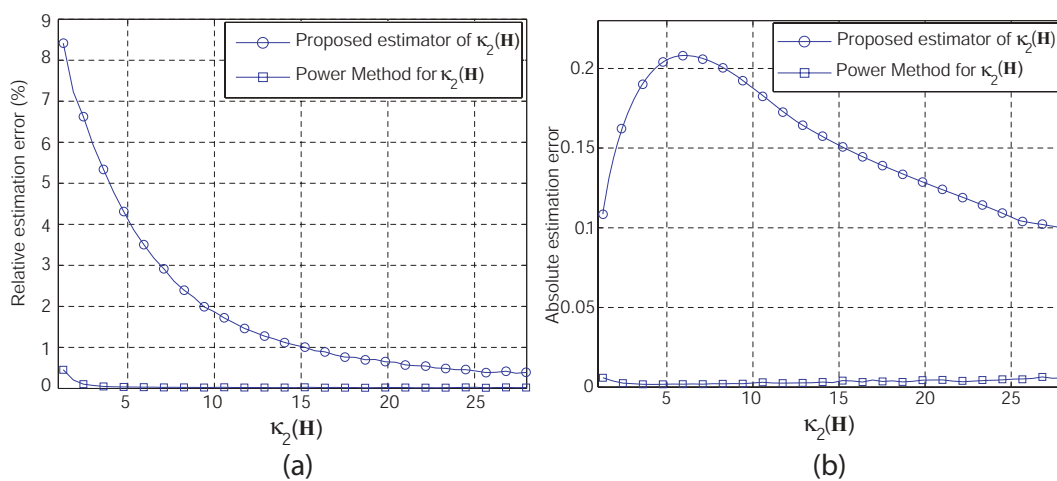 9
8
7
6
5
4
3
2
1
0
Relative estimation error (%)
Proposed estimator of κ₂(H)
Power Method for κ₂(H)
5 10 15 20 25
κ₂(H)
(a)
0.2
0.15
0.1
0.05
0
Absolute estimation error
Proposed estimator of κ₂(H)
Power Method for κ₂(H)
5 10 15 20 25
κ₂(H)
(b)